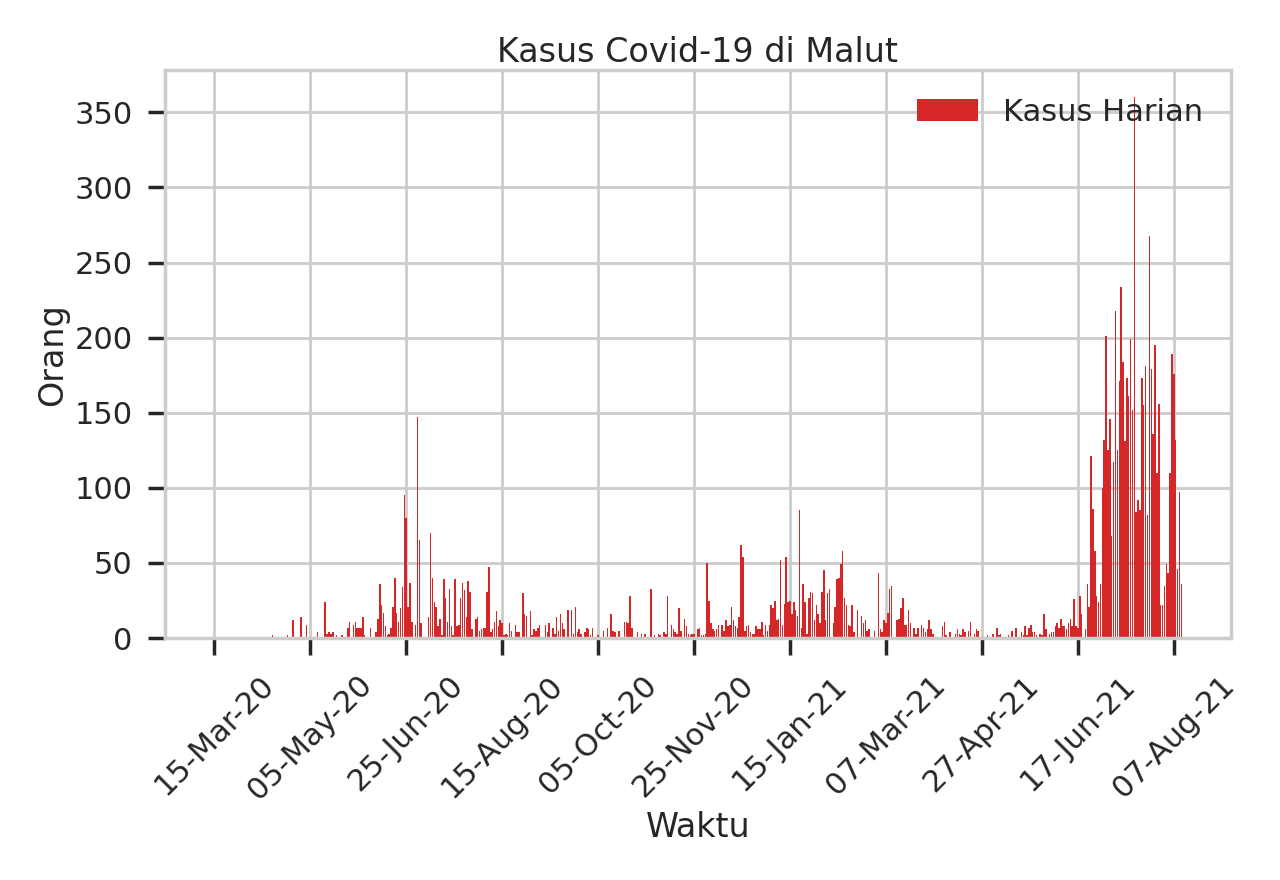 Kasus Covid-19 di Malut
Kasus Harian
Orang
350
300
250
200
150
100
50
0
15-Mar-20
05-May-20
25-Jun-20
15-Aug-20
05-Oct-20
25-Nov-20
15-Jan-21
07-Mar-21
27-Apr-21
17-Jun-21
07-Aug-21
Waktu